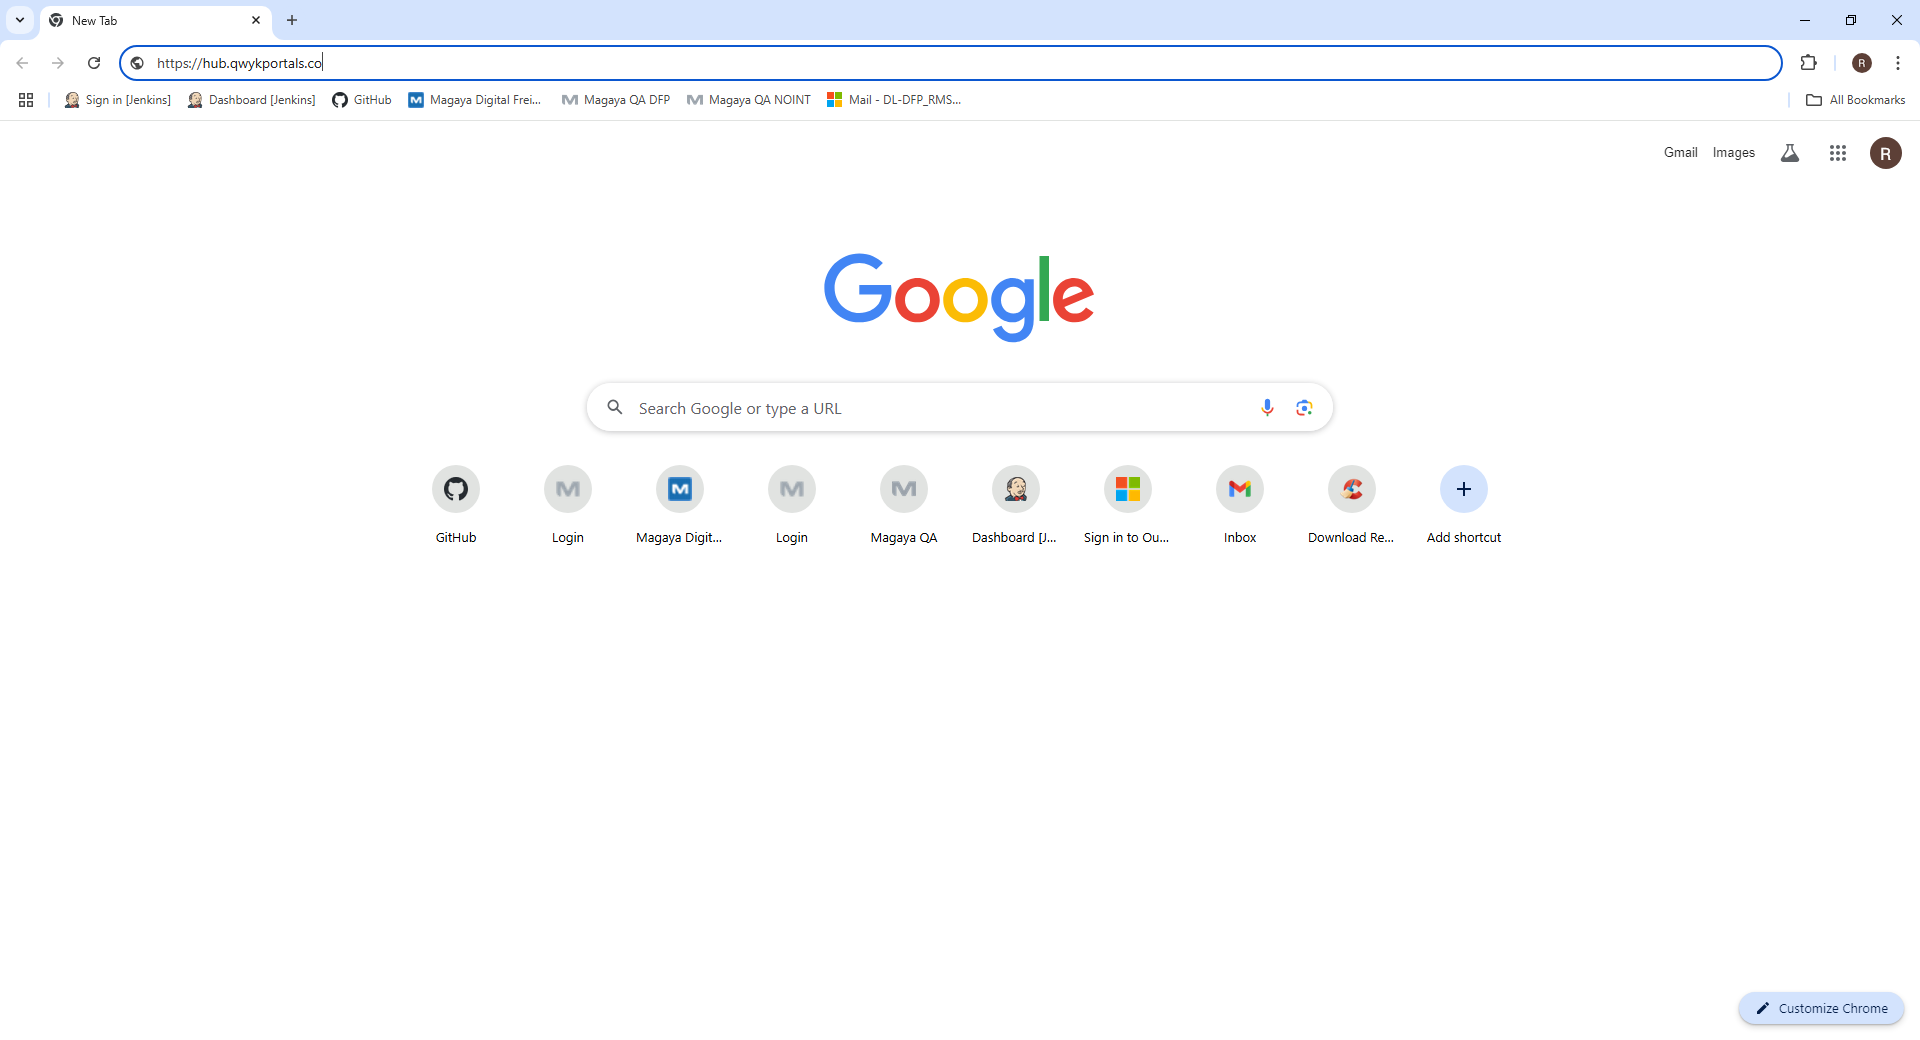 New Tab
https://hub.qwykportals.co
R
Sign in [Jenkins]
Dashboard [Jenkins]
GitHub
Magaya Digital Frei...
Magaya QA DFP
Magaya QA NOINT
Mail - DL-DFP_RMS...
All Bookmarks
Gmail
Images
R
Google
Search Google or type a URL
GitHub
Login
Magaya Digit...
Login
Magaya QA
Dashboard [J...
Sign in to Ou...
Inbox
Download Re...
Add shortcut
Customize Chrome